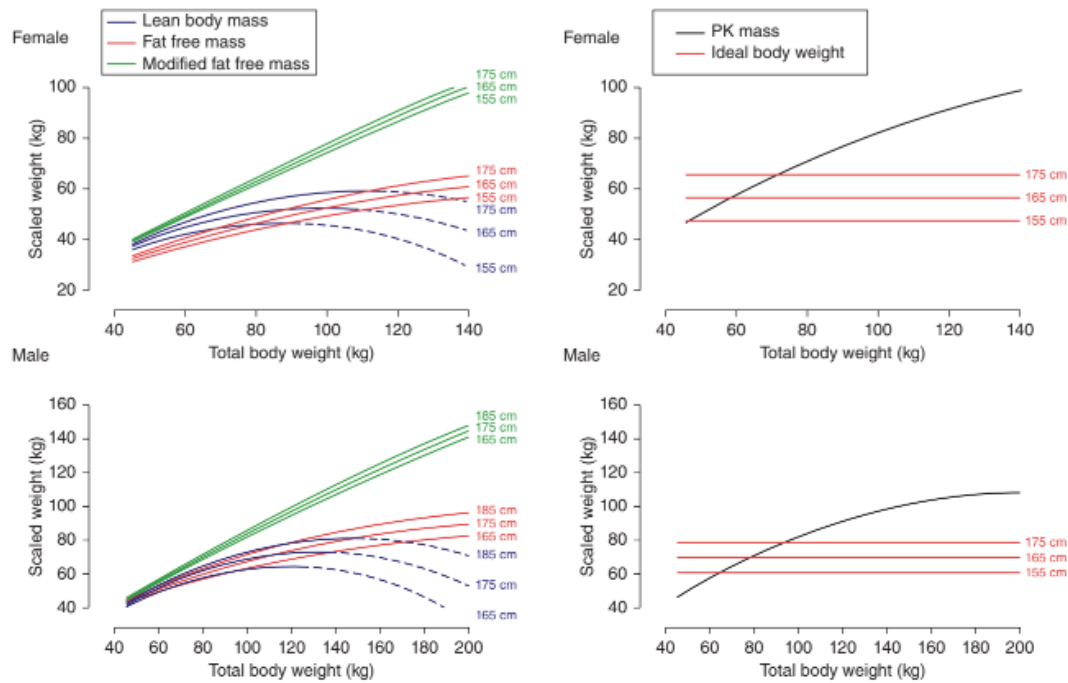 Female
Lean body mass
Fat free mass
Modified fat free mass
100
80
60
40
20
Scaled weight (kg)
175 cm
165 cm
155 cm
175 cm
165 cm
155 cm
175 cm
165 cm
155 cm
40 60 80 100 120 140
Total body weight (kg)
Female
PK mass
Ideal body weight
100
80
60
40
20
Scaled weight (kg)
175 cm
165 cm
155 cm
40 60 80 100 120 140
Total body weight (kg)
Male
160
140
120
100
80
60
40
Scaled weight (kg)
185 cm
175 cm
165 cm
185 cm
175 cm
165 cm
185 cm
175 cm
165 cm
40 60 80 100 120 140 160 180 200
Total body weight (kg)
Male
160
140
120
100
80
60
40
Scaled weight (kg)
175 cm
165 cm
155 cm
40 60 80 100 120 140 160 180 200
Total body weight (kg)